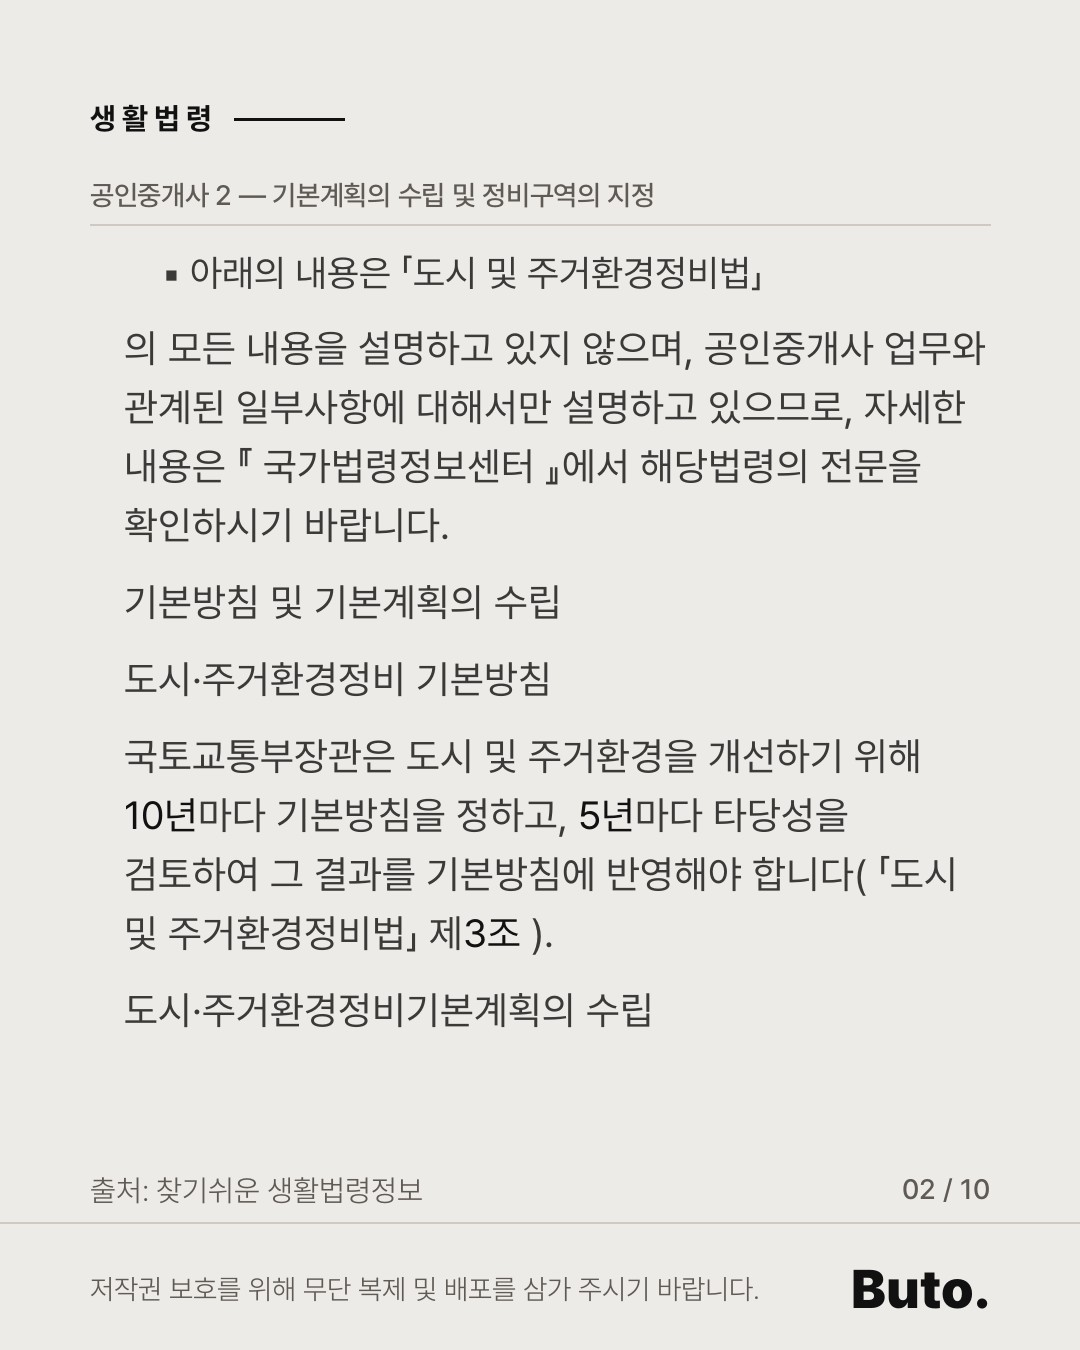 생활법령
공인중개사 2 — 기본계획의 수립 및 정비구역의 지정
▪ 아래의 내용은 ｢도시 및 주거환경정비법｣
의 모든 내용을 설명하고 있지 않으며, 공인중개사 업무와
관계된 일부사항에 대해서만 설명하고 있으므로, 자세한
내용은 『 국가법령정보센터 』에서 해당법령의 전문을
확인하시기 바랍니다.
기본방침 및 기본계획의 수립
도시·주거환경정비 기본방침
국토교통부장관은 도시 및 주거환경을 개선하기 위해
10년마다 기본방침을 정하고, 5년마다 타당성을
검토하여 그 결과를 기본방침에 반영해야 합니다( ｢도시
및 주거환경정비법｣ 제3조 ).
도시·주거환경정비기본계획의 수립
출처: 찾기쉬운 생활법령정보
02 / 10
저작권 보호를 위해 무단 복제 및 배포를 삼가 주시기 바랍니다.
Buto.